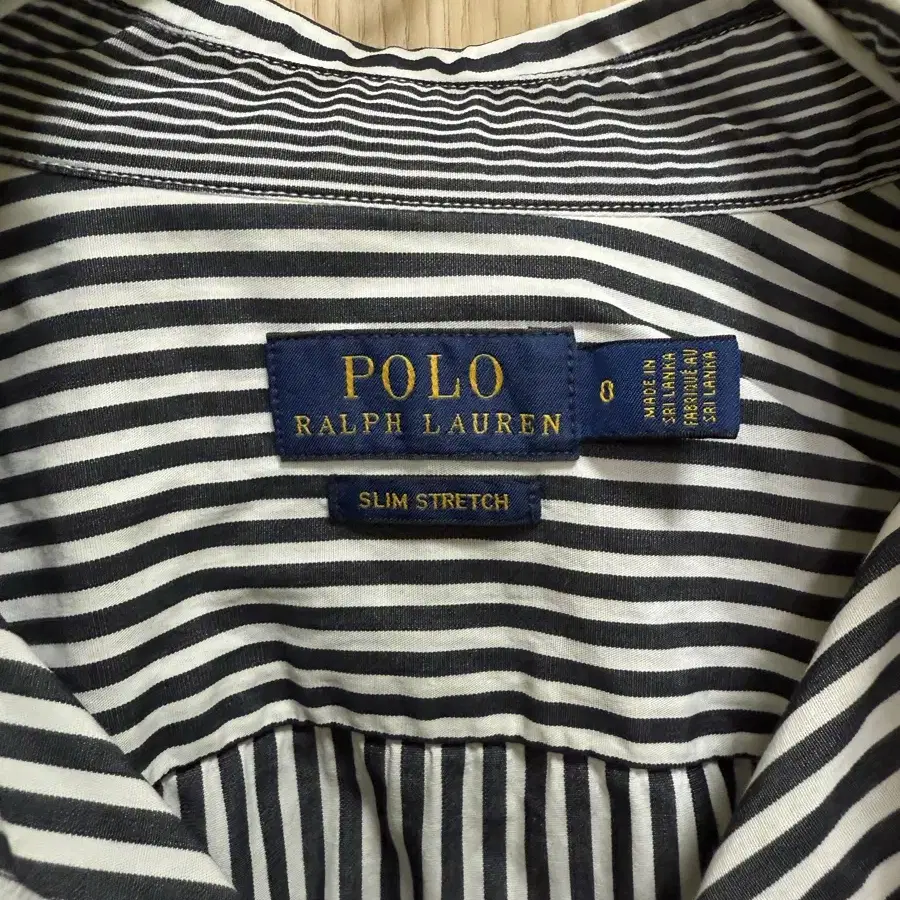 POLO
RALPH LAUREN
8
MADE IN
SRI LANKA
FABRIQUÉ AU
SRI LANKA
SLIM STRETCH